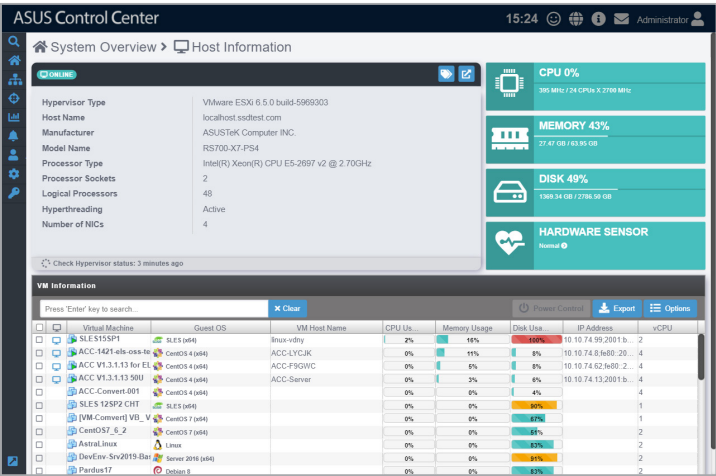 ASUS Control Center
15:24
Administrator
System Overview > Host Information
ONLINE
Hypervisor Type VMware ESXi 6.5.0 build-5969303
Host Name localhost.ssdtest.com
Manufacturer ASUSTeK Computer INC.
Model Name RS700-X7-PS4
Processor Type Intel(R) Xeon(R) CPU E5-2697 v2 @ 2.70GHz
Processor Sockets 2
Logical Processors 48
Hyperthreading Active
Number of NICs 4
Check Hypervisor status: 3 minutes ago
CPU 0%
395 MHz / 24 CPUs X 2700 MHz
MEMORY 43%
27.47 GB / 63.95 GB
DISK 49%
1369.34 GB / 2786.50 GB
HARDWARE SENSOR
Normal
VM Information
Press 'Enter' key to search...
Clear
Power Control
Export
Options
Virtual Machine Guest OS VM Host Name CPU Us... Memory Usage Disk Usa... IP Address vCPU
SLES15SP1 SLES (x64) linux-vdny 2% 16% 100% 10.10.74.99;2001:b... 2
ACC-1421-els-oss-te CentOS 4 (x64) ACC-LYCJK 0% 11% 8% 10.10.74.8;fe80::20... 4
ACC V1.3.1.13 for EL CentOS 4 (x64) ACC-F9GWC 0% 5% 8% 10.10.74.62;fe80::2... 4
ACC V1.3.1.13 50U CentOS 4 (x64) ACC-Server 0% 3% 6% 10.10.74.13;2001:b... 4
ACC-Convert-001 CentOS 4 (x64) 0% 0% 4% 4
SLES 12SP2 CHT SLES (x64) 0% 0% 90% 1
[VM-Comvert] VB_ V CentOS 7 (x64) 0% 0% 67% 1
CentOS7_6_2 CentOS 7 (x64) 0% 0% 51% 2
AstraLinux Linux 0% 0% 83% 2
DevEnv-Srv2019-Bas Server 2016 (x64) 0% 0% 91% 2
Pardus17 Debian 8 0% 0% 83% 2